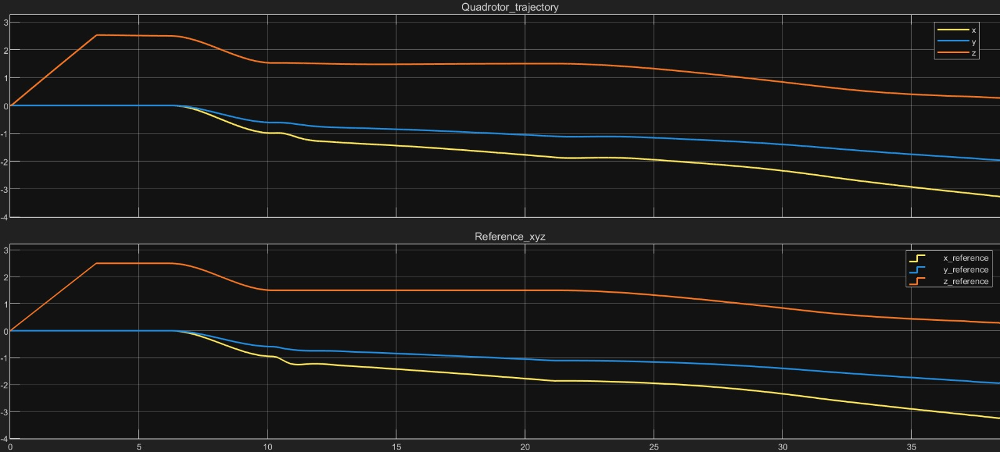 Quadrotor_trajectory
3
2
1
0
-1
-2
-3
-4
x
y
z
Reference_xyz
3
2
1
0
-1
-2
-3
-4
x_reference
y_reference
z_reference
0 5 10 15 20 25 30 35